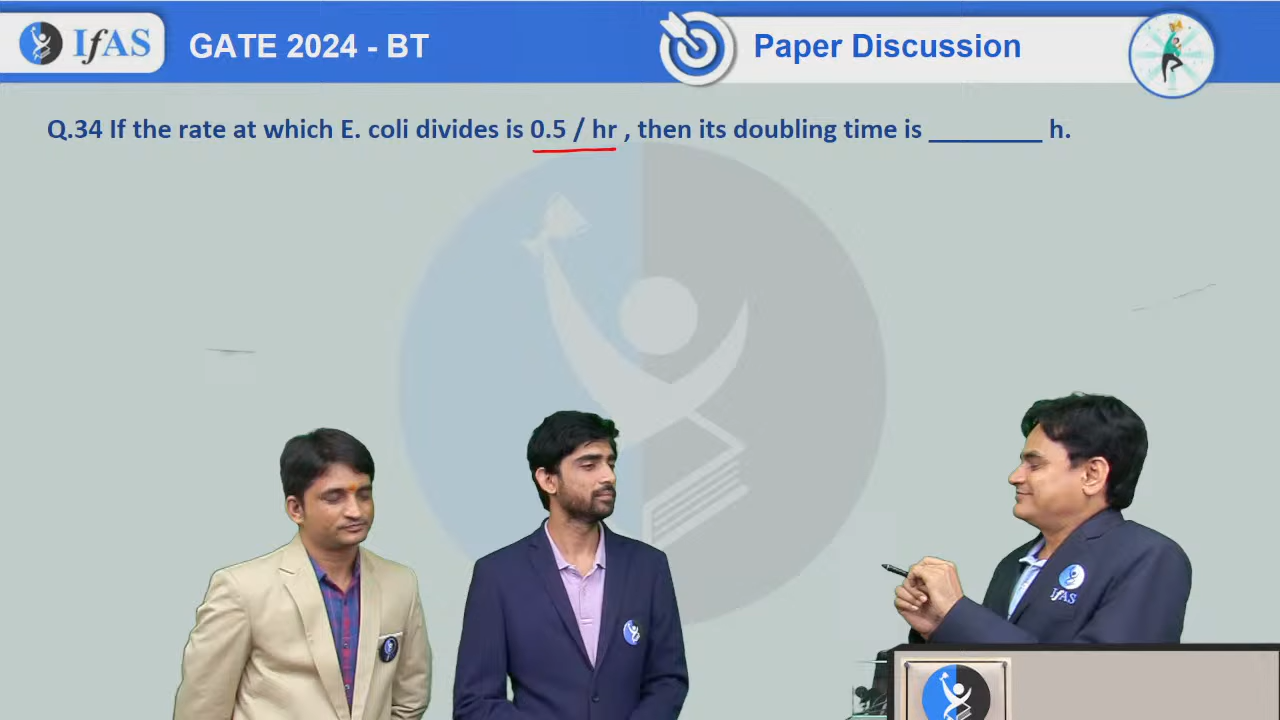 IfAS
GATE 2024 - BT
Paper Discussion
Q.34 If the rate at which E. coli divides is 0.5 / hr , then its doubling time is ________ h.
IfAS